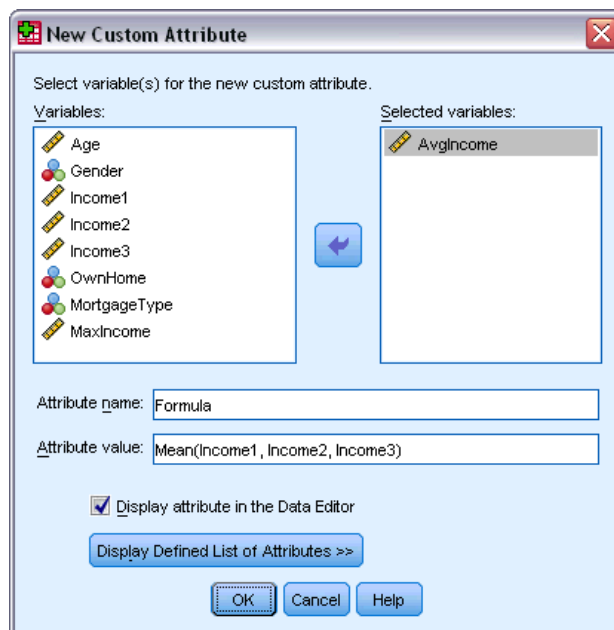 New Custom Attribute
Select variable(s) for the new custom attribute.
Variables:
Selected variables:
Age
Gender
Income1
Income2
Income3
OwnHome
MortgageType
MaxIncome
AvgIncome
Attribute name: Formula
Attribute value: Mean(Income1, Income2, Income3)
Display attribute in the Data Editor
Display Defined List of Attributes >>
OK Cancel Help